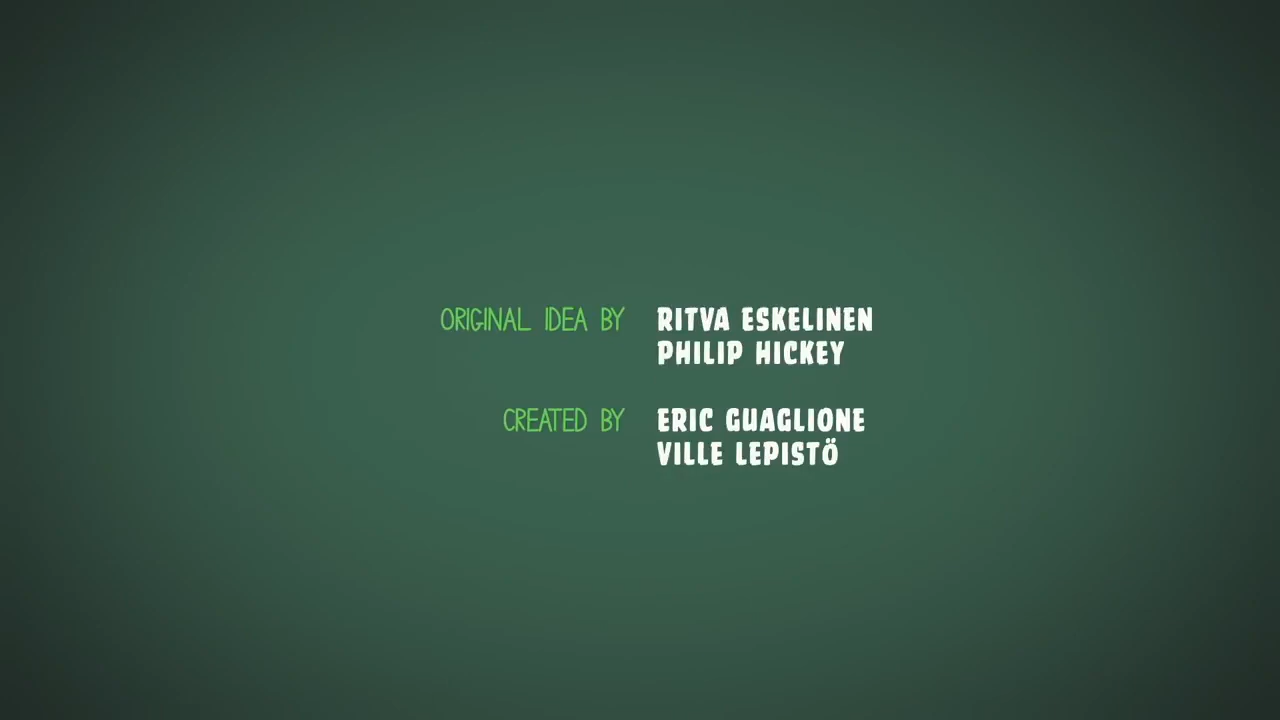 ORIGINAL IDEA BY RITVA ESKELINEN
PHILIP HICKEY
CREATED BY ERIC GUAGLIONE
VILLE LEPISTÖ